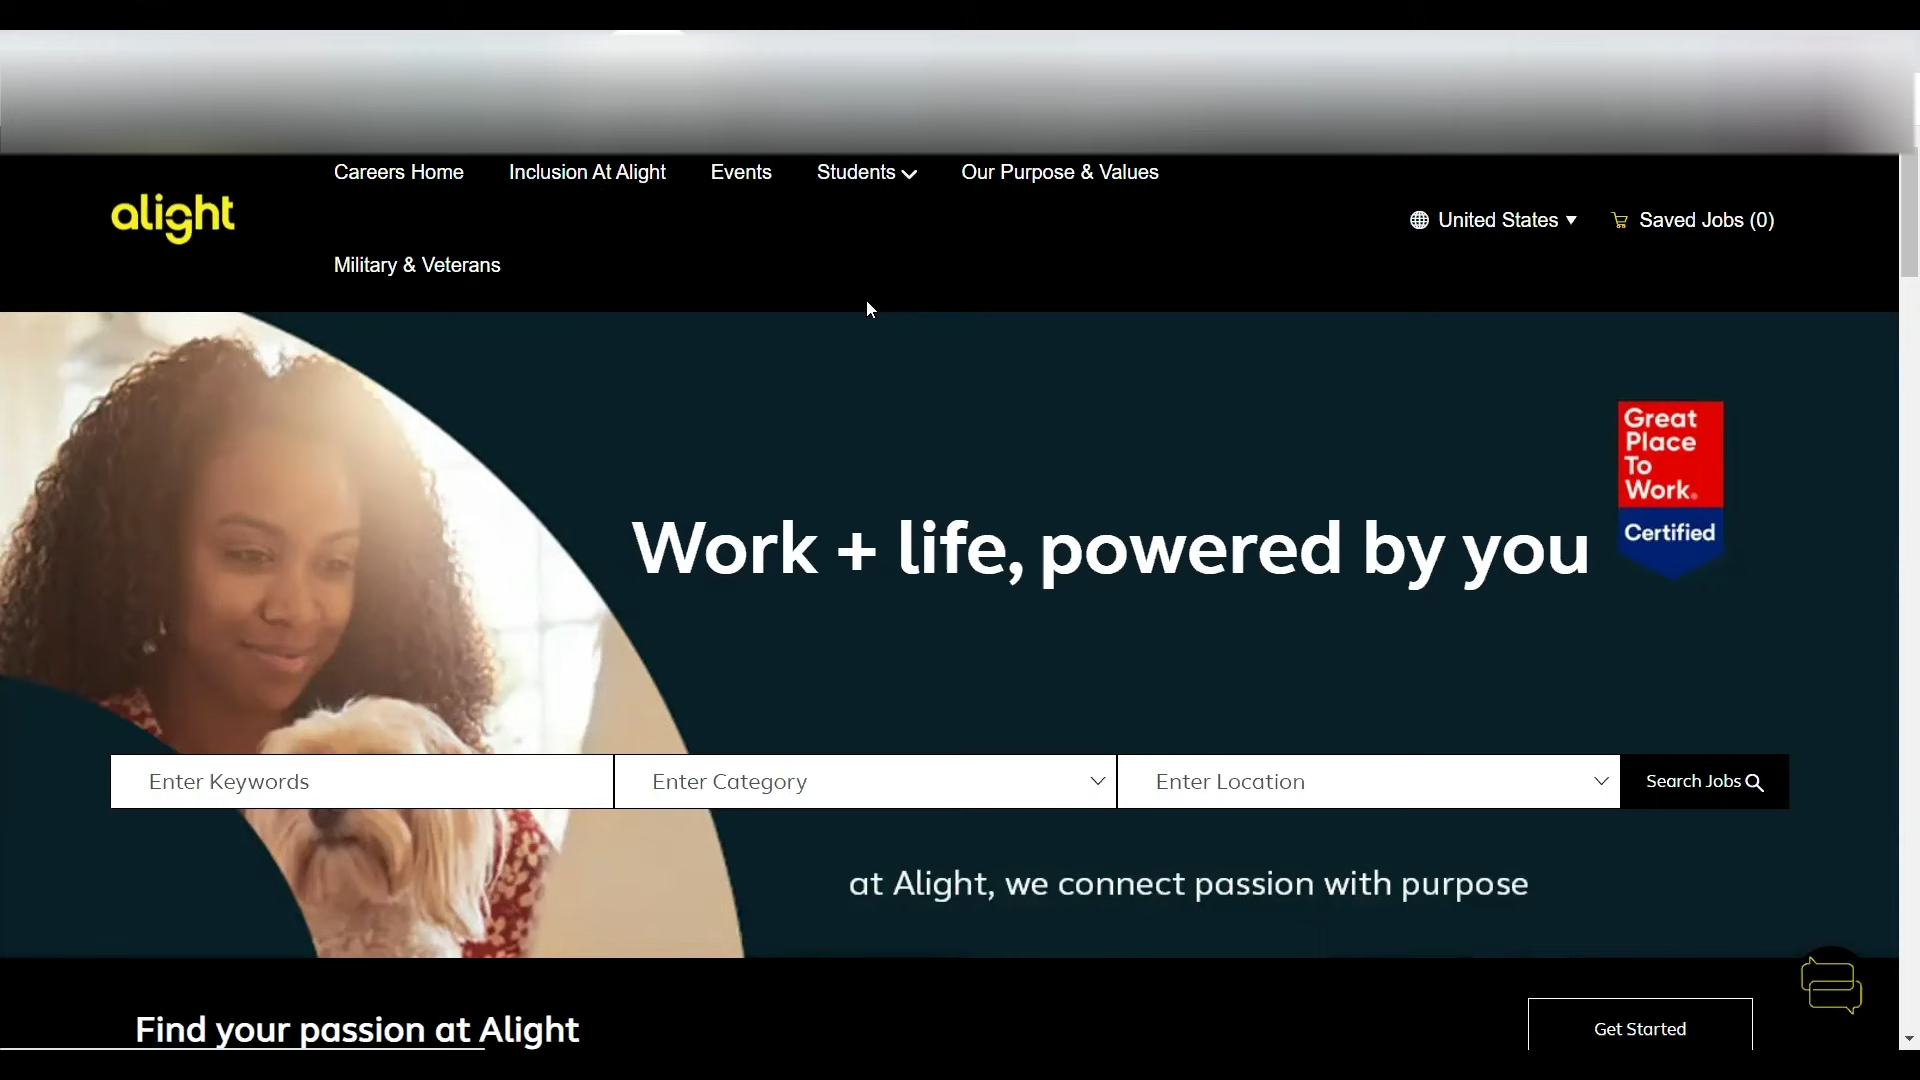 Careers Home Inclusion At Alight Events Students Our Purpose & Values
alight
United States Saved Jobs (0)
Military & Veterans
Great
Place
To
Work.
Certified
Work + life, powered by you
Enter Keywords Enter Category Enter Location Search Jobs
at Alight, we connect passion with purpose
Find your passion at Alight Get Started